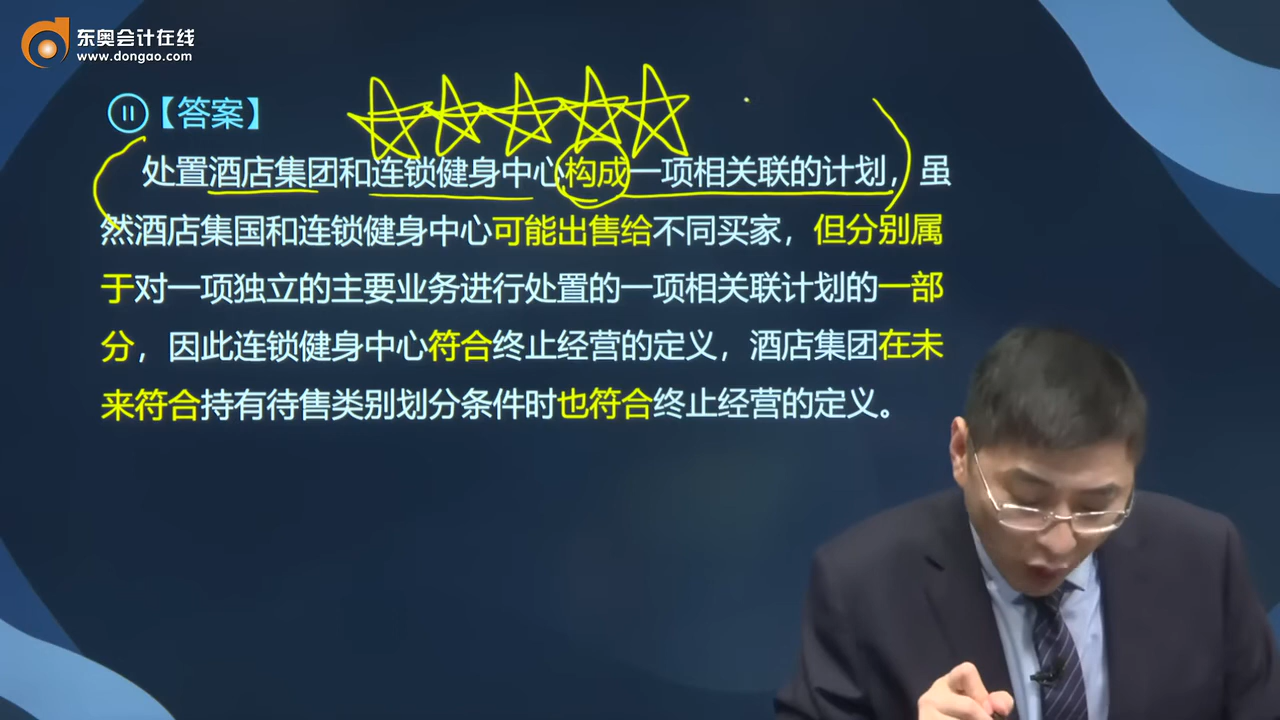 东奥会计在线
www.dongao.com
【答案】
处置酒店集团和连锁健身中心构成一项相关联的计划，虽
然酒店集国和连锁健身中心可能出售给不同买家，但分别属
于对一项独立的主要业务进行处置的一项相关联计划的一部
分，因此连锁健身中心符合终止经营的定义，酒店集团在未
来符合持有待售类别划分条件时也符合终止经营的定义。